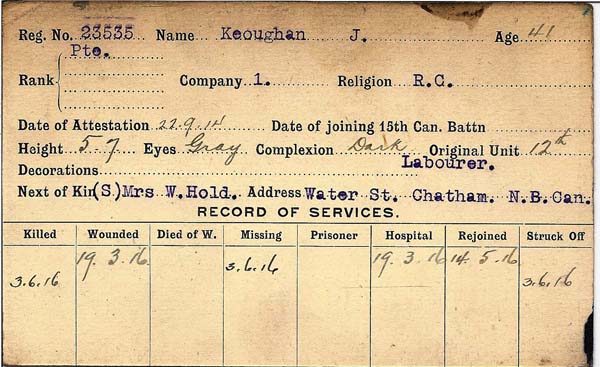 Reg. No. 23535 Name Keoughan J. Age 41
Pte.
Rank Company 1. Religion R.C.
Date of Attestation 22.9.14 Date of joining 15th Can. Battn
Height 5.7 Eyes Gray Complexion Dark Original Unit 12th
Decorations Labourer.
Next of Kin (S) Mrs W.Hold. Address Water St. Chatham. N.B.Can.
RECORD OF SERVICES.
Killed Wounded Died of W. Missing Prisoner Hospital Rejoined Struck Off
3.6.16 19.3.16 3.6.16 19.3.16 14.5.16 3.6.16